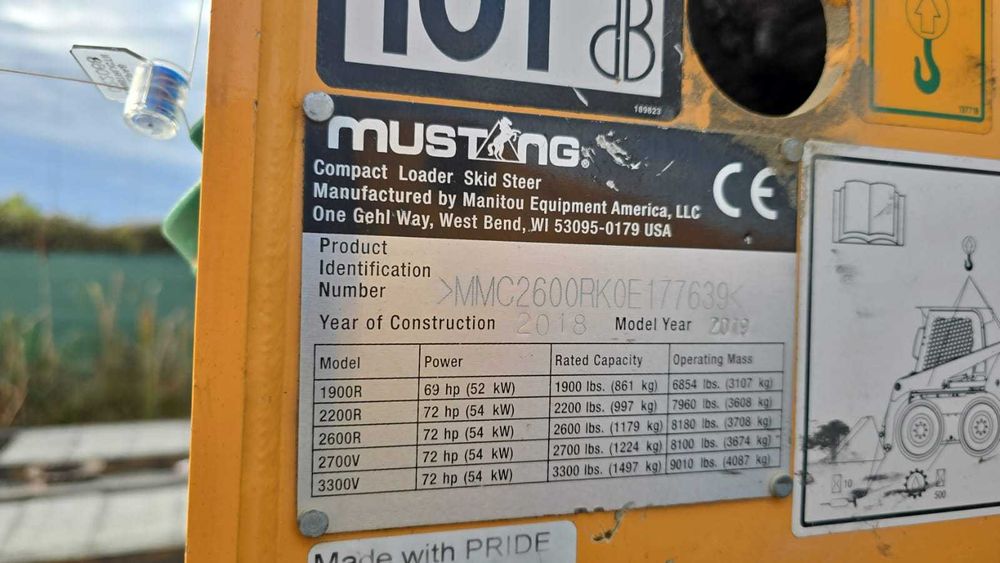 101
dB
189823
137718
MUSTANG®
CE
Compact Loader Skid Steer
Manufactured by Manitou Equipment America, LLC
One Gehl Way, West Bend, WI 53095-0179 USA
Product
Identification
Number >MMC2600RK0E177639<
Year of Construction 2018 Model Year 2019
Model Power Rated Capacity Operating Mass
1900R 69 hp (52 kW) 1900 lbs. (861 kg) 6854 lbs. (3107 kg)
2200R 72 hp (54 kW) 2200 lbs. (997 kg) 7960 lbs. (3608 kg)
2600R 72 hp (54 kW) 2600 lbs. (1179 kg) 8180 lbs. (3708 kg)
2700V 72 hp (54 kW) 2700 lbs. (1224 kg) 8100 lbs. (3674 kg)
3300V 72 hp (54 kW) 3300 lbs. (1497 kg) 9010 lbs. (4087 kg)
10
500
Made with PRIDE